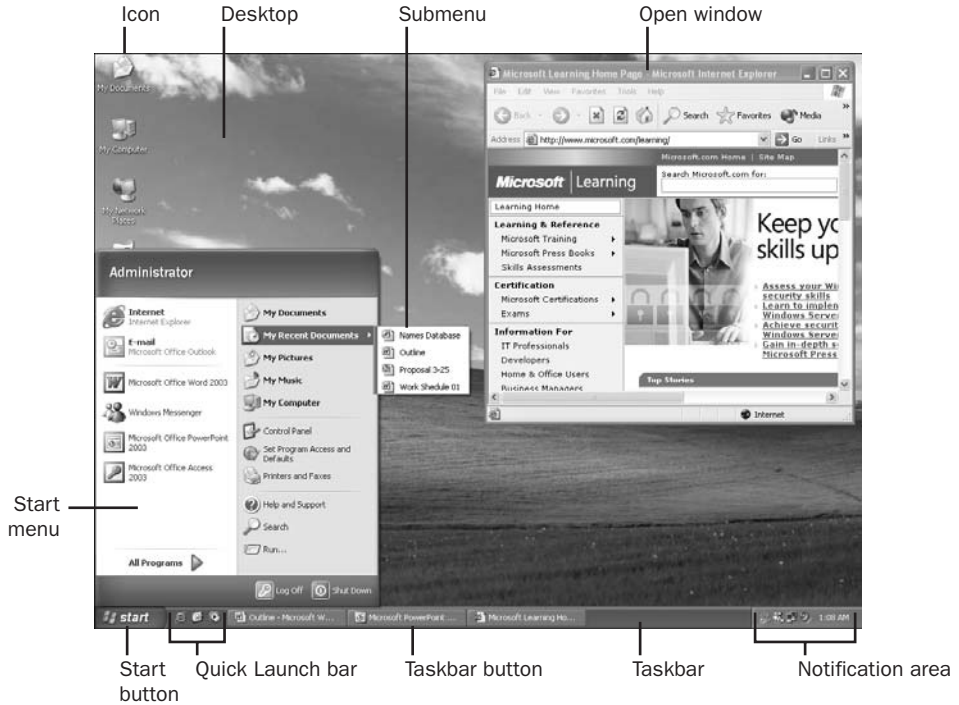 Icon
Desktop
Submenu
Open window
My Documents
My Computer
My Network
Places
Microsoft Learning Home Page - Microsoft Internet Explorer
File Edit View Favorites Tools Help
Back Search Favorites Media »
Address http://www.microsoft.com/learning/ Go Links »
Microsoft.com Home | Site Map
Microsoft | Learning
Search Microsoft.com for:
Learning Home
Learning & Reference
Microsoft Training
Microsoft Press Books
Skills Assessments
Certification
Microsoft Certifications
Exams
Information For
IT Professionals
Developers
Home & Office Users
Business Managers
Keep yo
skills up
Assess your Wi
security skills
Learn to implem
Windows Serve
Achieve securit
Windows Serve
Gain in-depth s
Microsoft Press
Top Stories
Internet
Administrator
Internet
Internet Explorer
E-mail
Microsoft Office Outlook
Microsoft Office Word 2003
Windows Messenger
Microsoft Office PowerPoint
2003
Microsoft Office Access
2003
All Programs
My Documents
My Recent Documents
My Pictures
My Music
My Computer
Control Panel
Set Program Access and
Defaults
Printers and Faxes
Help and Support
Search
Run...
Names Database
Outline
Proposal 3-25
Work Shedule 01
Log Off Shut Down
Start
menu
start
Outline - Microsoft W...
Microsoft PowerPoint ...
Microsoft Learning Ho...
1:08 AM
Start
button
Quick Launch bar
Taskbar button
Taskbar
Notification area